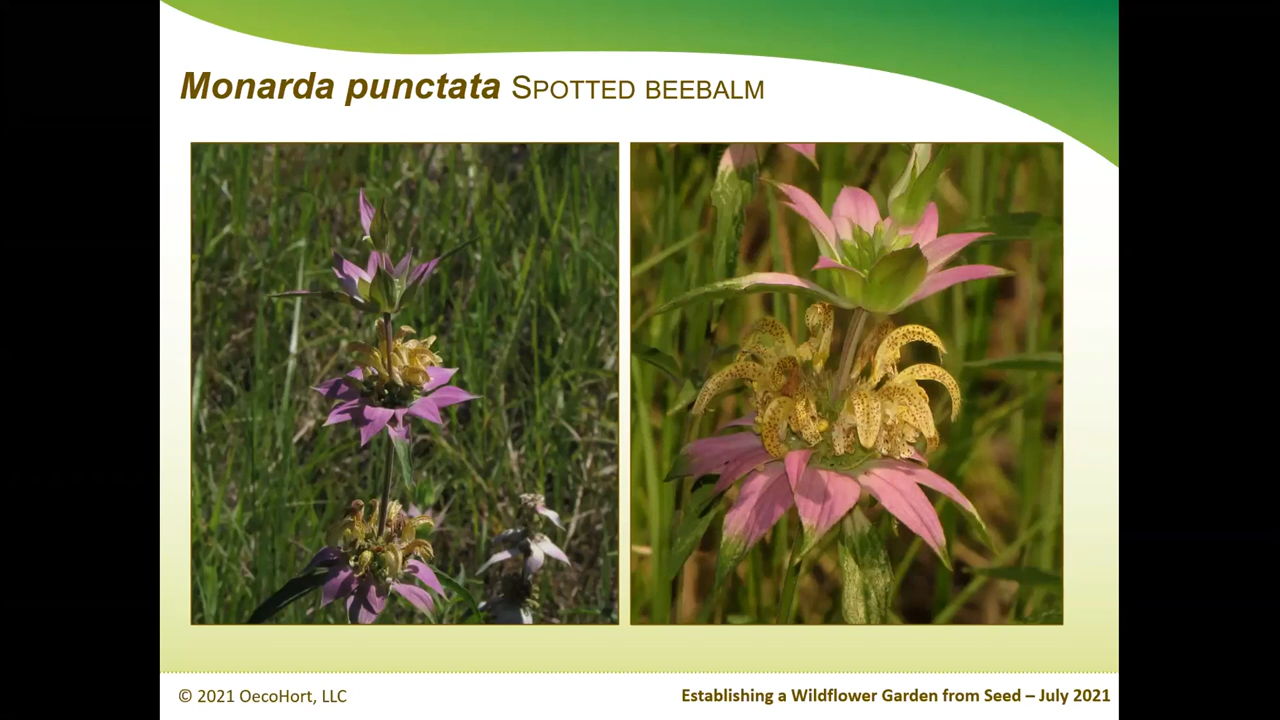 Monarda punctata SPOTTED BEEBALM
© 2021 OecoHort, LLC
Establishing a Wildflower Garden from Seed – July 2021